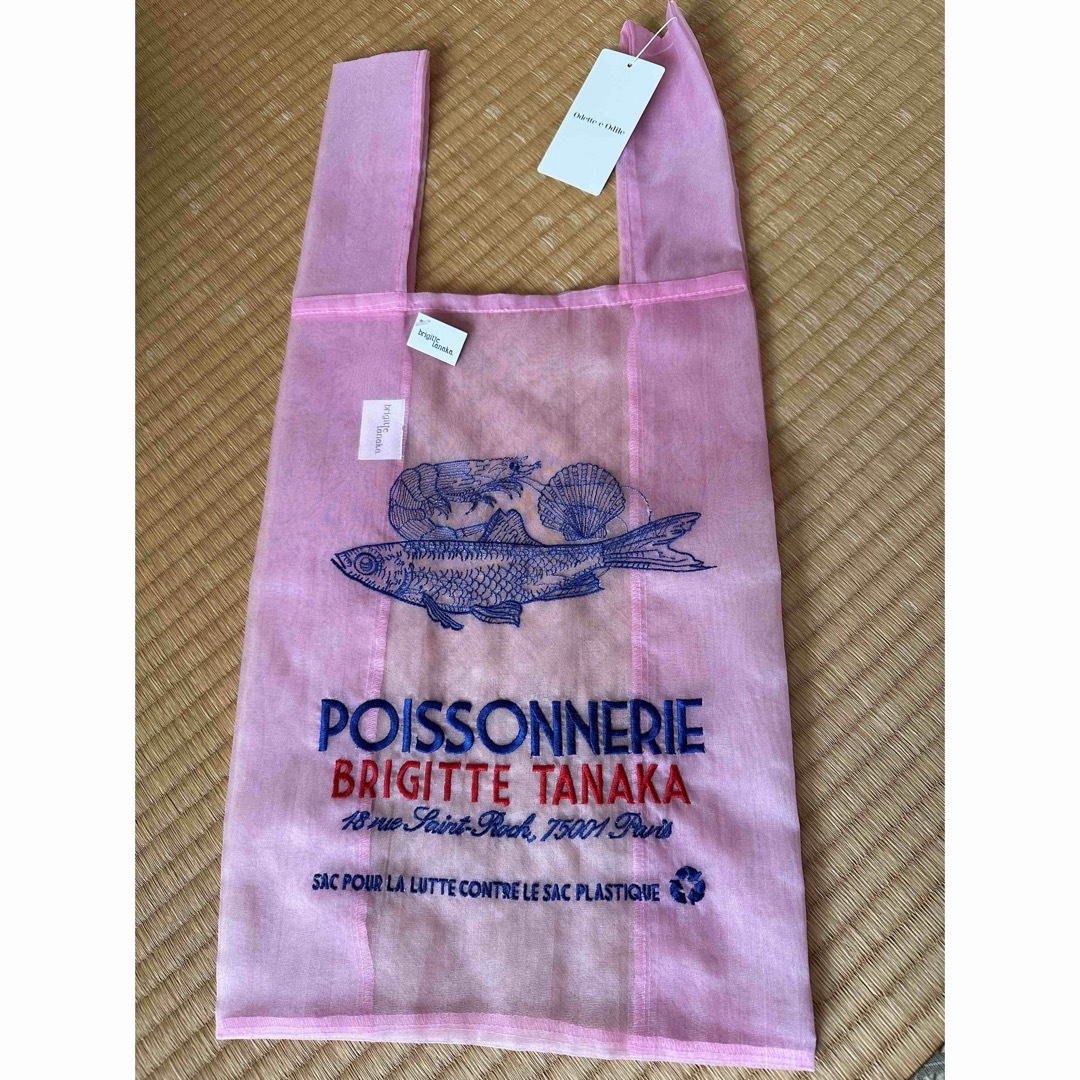 Odette e Odile
brigitte
tanaka
brigitte
tanaka
POISSONNERIE
BRIGITTE TANAKA
18 rue Saint-Roch, 75001 Paris
SAC POUR LA LUTTE CONTRE LE SAC PLASTIQUE